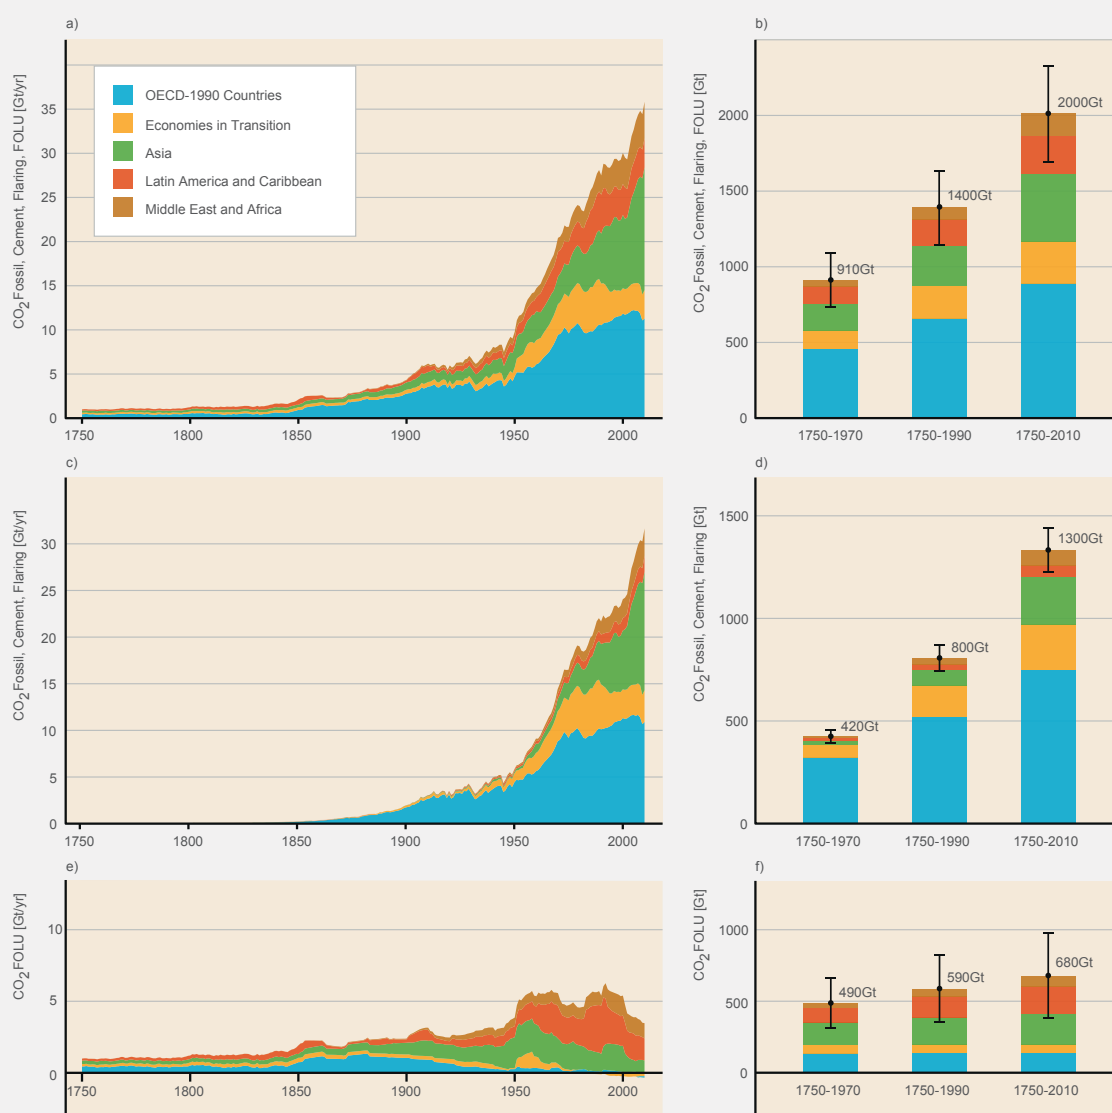 a)
CO2 Fossil, Cement, Flaring, FOLU [Gt/yr]
35
30
25
20
15
10
5
0
1750
1800
1850
1900
1950
2000
OECD-1990 Countries
Economies in Transition
Asia
Latin America and Caribbean
Middle East and Africa
b)
CO2 Fossil, Cement, Flaring, FOLU [Gt]
2000
1500
1000
500
0
910Gt
1400Gt
2000Gt
1750-1970
1750-1990
1750-2010
c)
CO2 Fossil, Cement, Flaring [Gt/yr]
30
25
20
15
10
5
0
1750
1800
1850
1900
1950
2000
d)
CO2 Fossil, Cement, Flaring [Gt]
1500
1000
500
0
420Gt
800Gt
1300Gt
1750-1970
1750-1990
1750-2010
e)
CO2 FOLU [Gt/yr]
10
5
0
1750
1800
1850
1900
1950
2000
f)
CO2 FOLU [Gt]
1000
500
0
490Gt
590Gt
680Gt
1750-1970
1750-1990
1750-2010